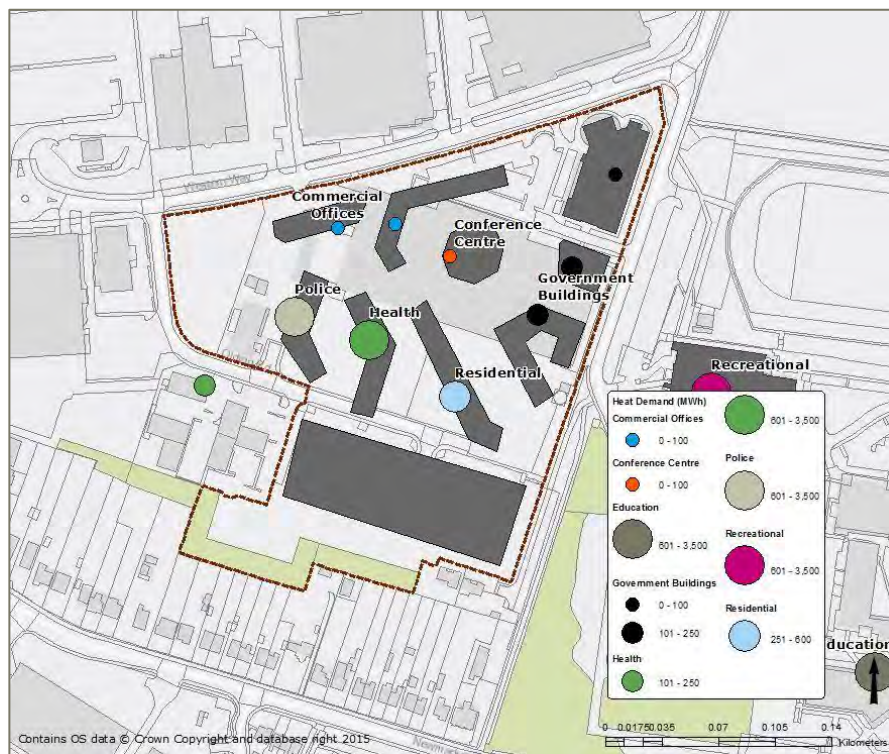 Commercial
Offices
Conference
Centre
Government
Buildings
Police
Health
Residential
Recreational
Heat Demand (MWh)
Commercial Offices
0 - 100
Conference Centre
0 - 100
Education
601 - 3,500
Government Buildings
0 - 100
101 - 250
Health
101 - 250
601 - 3,500
Police
601 - 3,500
Recreational
601 - 3,500
Residential
251 - 600
ducation
0 0.01750.035 0.07 0.105 0.14
Kilometers
Contains OS data © Crown Copyright and database right 2015